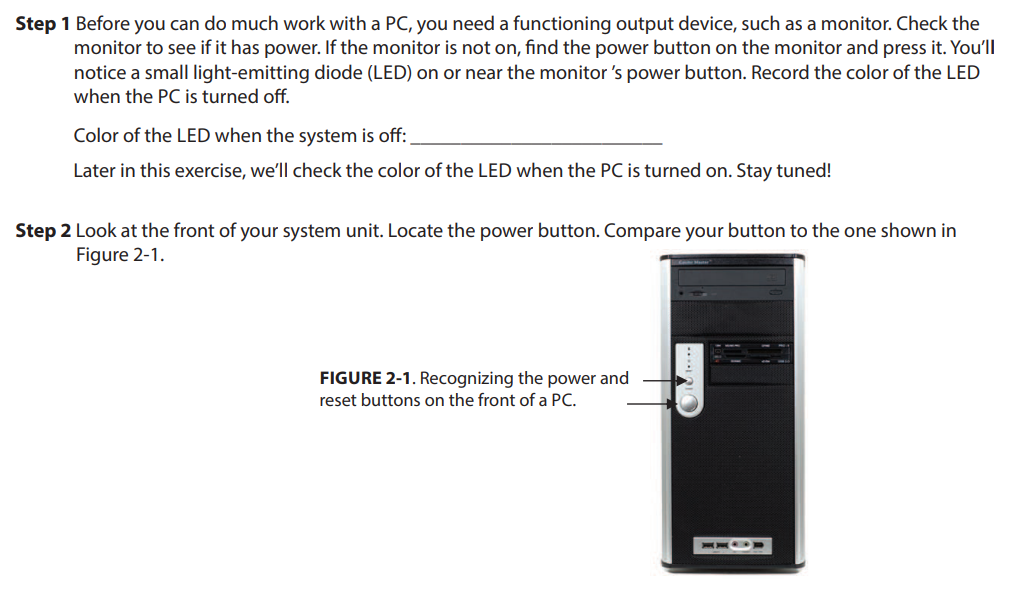 Step 1 Before you can do much work with a PC, you need a functioning output device, such as a monitor. Check the
monitor to see if it has power. If the monitor is not on, find the power button on the monitor and press it. You'll
notice a small light-emitting diode (LED) on or near the monitor 's power button. Record the color of the LED
when the PC is turned off.
Color of the LED when the system is off: _________________________
Later in this exercise, we'll check the color of the LED when the PC is turned on. Stay tuned!
Step 2 Look at the front of your system unit. Locate the power button. Compare your button to the one shown in
Figure 2-1.
FIGURE 2-1. Recognizing the power and
reset buttons on the front of a PC.